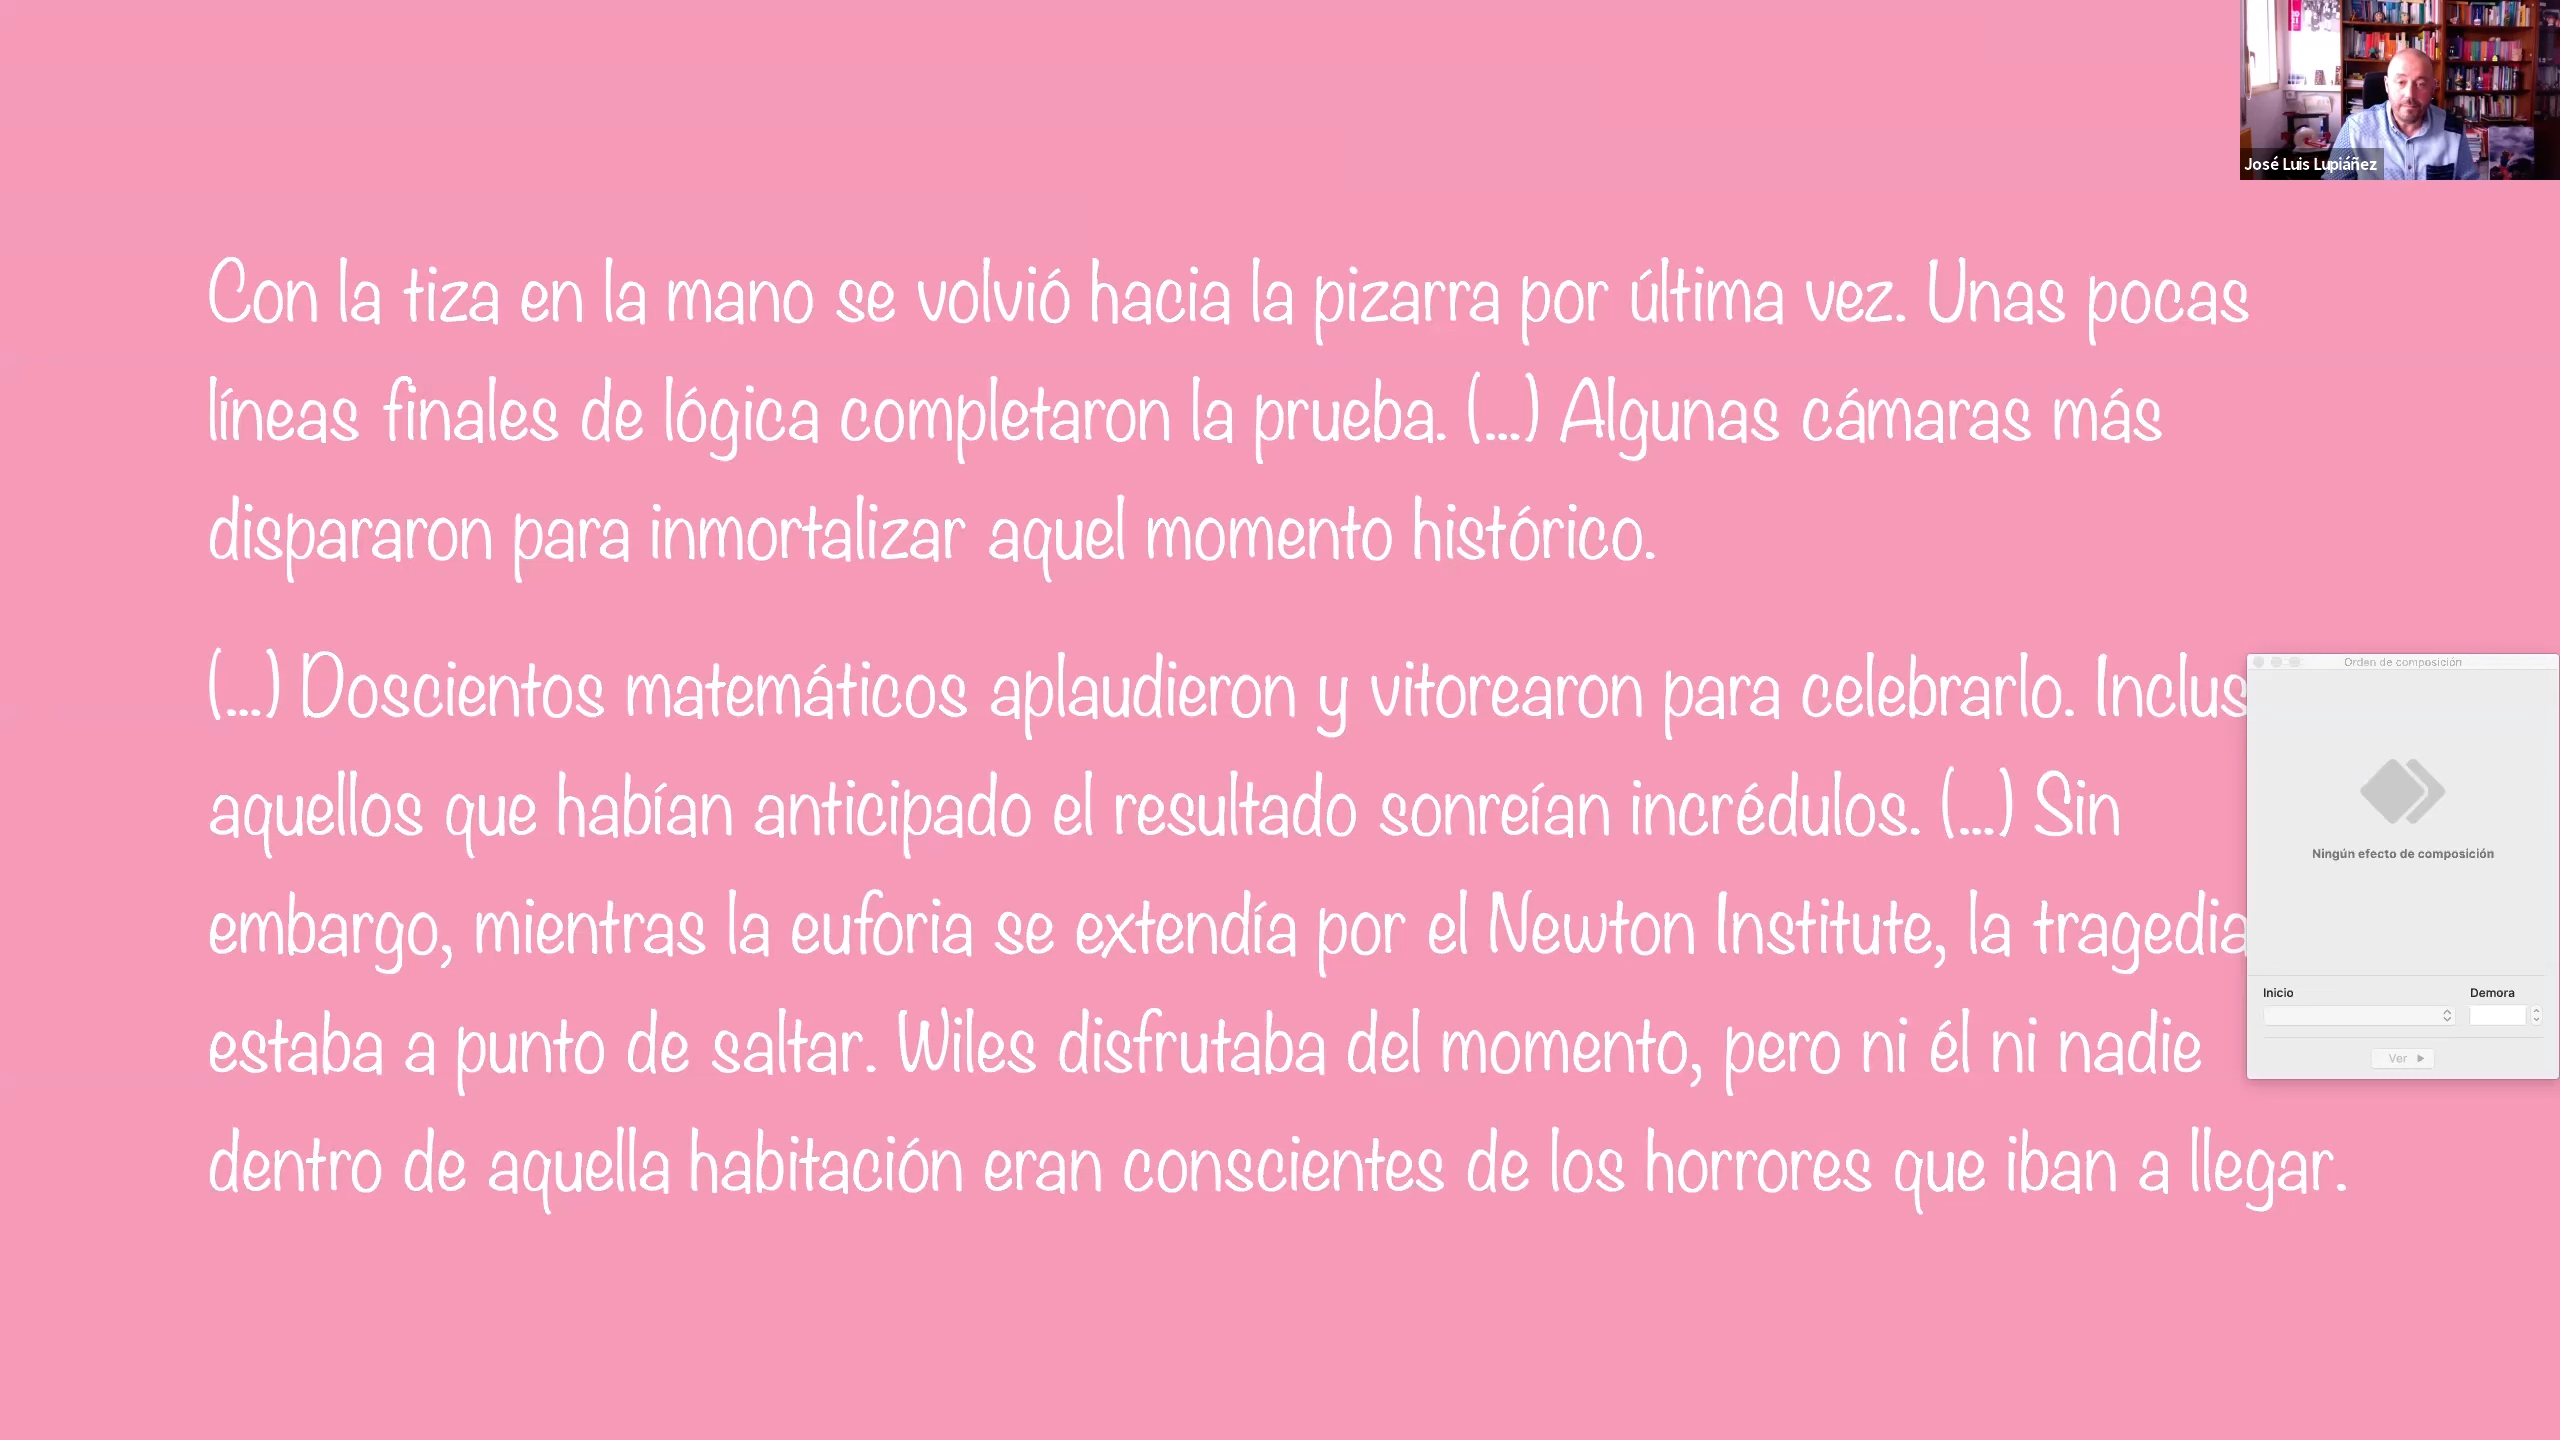 José Luis Lupiáñez
Con la tiza en la mano se volvió hacia la pizarra por última vez. Unas pocas
líneas finales de lógica completaron la prueba. (...) Algunas cámaras más
dispararon para inmortalizar aquel momento histórico.
(...) Doscientos matemáticos aplaudieron y vitorearon para celebrarlo. Inclus
aquellos que habían anticipado el resultado sonreían incrédulos. (...) Sin
embargo, mientras la euforia se extendía por el Newton Institute, la tragedia
estaba a punto de saltar. Wiles disfrutaba del momento, pero ni él ni nadie
dentro de aquella habitación eran conscientes de los horrores que iban a llegar.
Orden de composición
Ningún efecto de composición
Inicio Demora
Ver